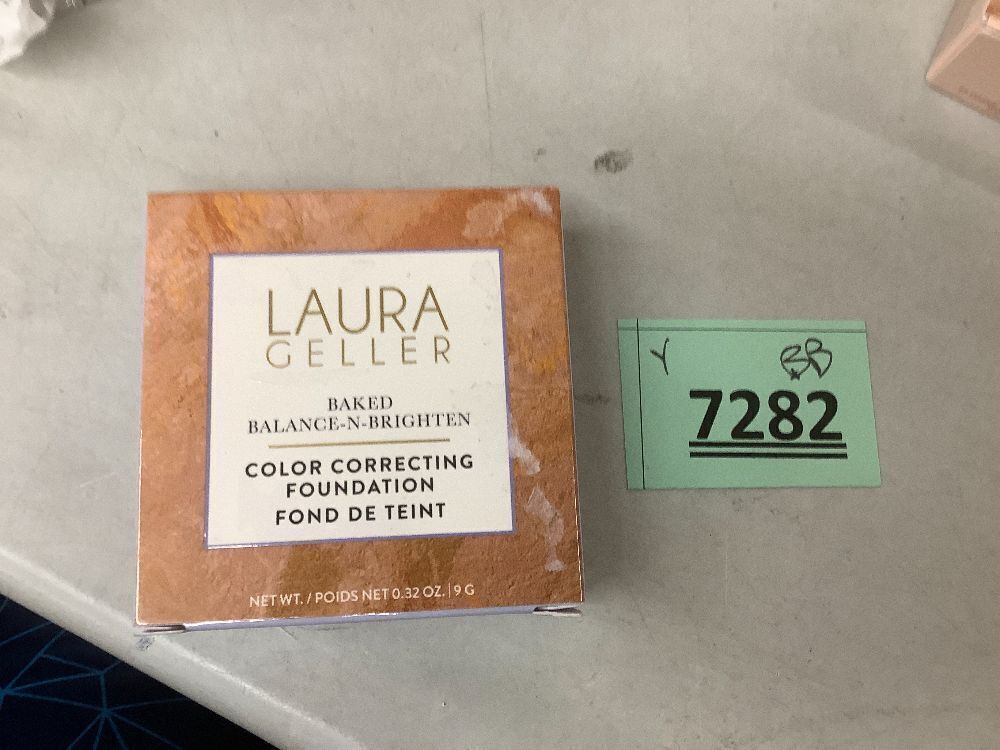 LAURA
GELLER
BAKED
BALANCE-N-BRIGHTEN
COLOR CORRECTING
FOUNDATION
FOND DE TEINT
NET WT. / POIDS NET 0.32 OZ. | 9 G
Y BB
7282